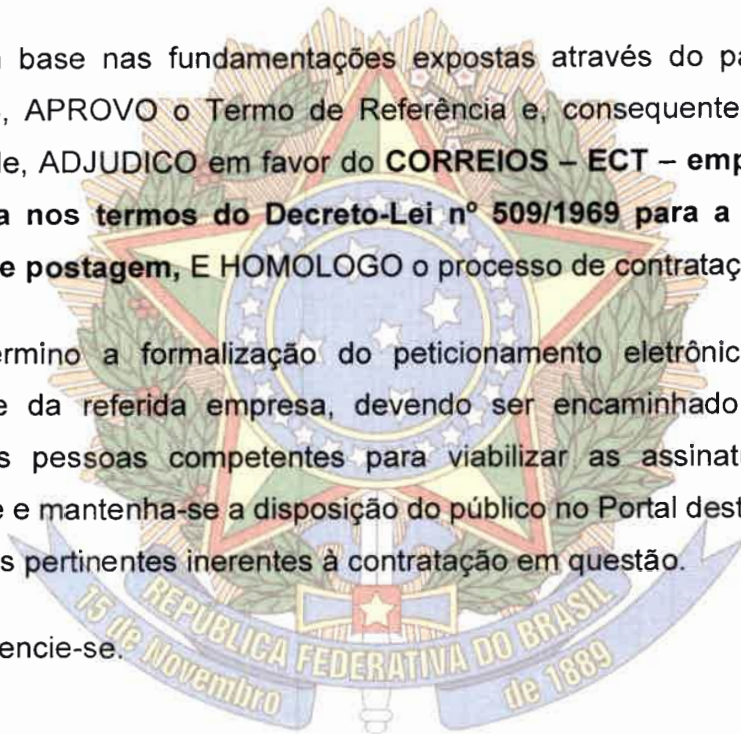 base nas fundamentações expostas através do pa
, APROVO o Termo de Referência e, consequente
le, ADJUDICO em favor do CORREIOS – ECT – emp
a nos termos do Decreto-Lei nº 509/1969 para a
e postagem, E HOMOLOGO o processo de contrataç
ermino a formalização do peticionamento eletrônic
e da referida empresa, devendo ser encaminhado
s pessoas competentes para viabilizar as assinatu
e e mantenha-se a disposição do público no Portal dest
s pertinentes inerentes à contratação em questão.
encie-se.
REPÚBLICA FEDERATIVA DO BRASIL
15 de Novembro
de 1889